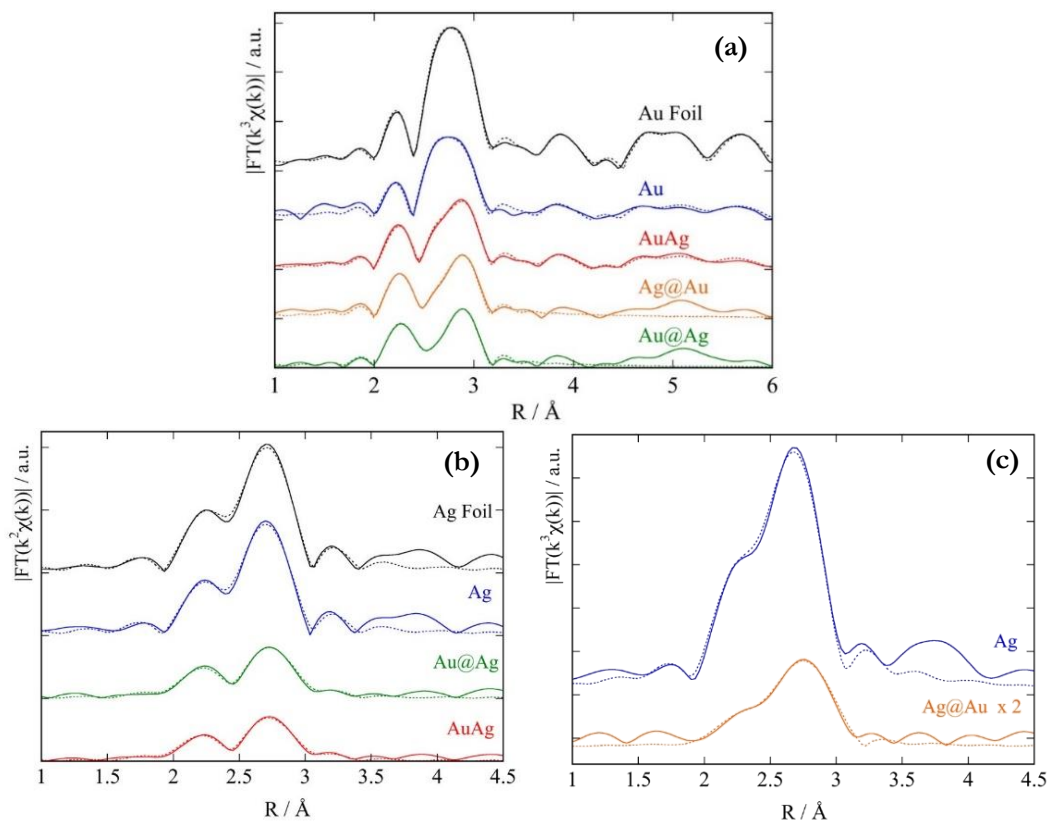 (a)
|FT(k³χ(k))| / a.u.
Au Foil
Au
AuAg
Ag@Au
Au@Ag
1 2 3 4 5 6
R / Å
(b)
|FT(k²χ(k))| / a.u.
Ag Foil
Ag
Au@Ag
AuAg
1 1.5 2 2.5 3 3.5 4 4.5
R / Å
(c)
|FT(k³χ(k))| / a.u.
Ag
Ag@Au x 2
1 1.5 2 2.5 3 3.5 4 4.5
R / Å